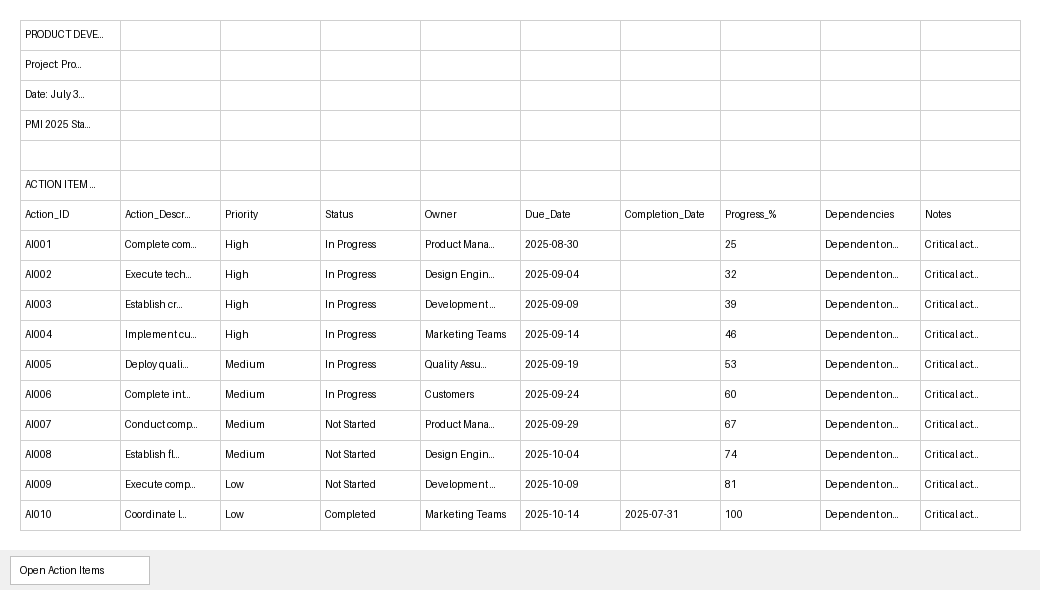 PRODUCT DEVE...
Project: Pro...
Date: July 3...
PMI 2025 Sta...
ACTION ITEM ...
Action_ID Action_Descr... Priority Status Owner Due_Date Completion_Date Progress_% Dependencies Notes
AI001 Complete com... High In Progress Product Mana... 2025-08-30 25 Dependent on... Critical act...
AI002 Execute tech... High In Progress Design Engin... 2025-09-04 32 Dependent on... Critical act...
AI003 Establish cr... High In Progress Development ... 2025-09-09 39 Dependent on... Critical act...
AI004 Implement cu... High In Progress Marketing Teams 2025-09-14 46 Dependent on... Critical act...
AI005 Deploy quali... Medium In Progress Quality Assu... 2025-09-19 53 Dependent on... Critical act...
AI006 Complete int... Medium In Progress Customers 2025-09-24 60 Dependent on... Critical act...
AI007 Conduct comp... Medium Not Started Product Mana... 2025-09-29 67 Dependent on... Critical act...
AI008 Establish fl... Medium Not Started Design Engin... 2025-10-04 74 Dependent on... Critical act...
AI009 Execute comp... Low Not Started Development ... 2025-10-09 81 Dependent on... Critical act...
AI010 Coordinate l... Low Completed Marketing Teams 2025-10-14 2025-07-31 100 Dependent on... Critical act...
Open Action Items